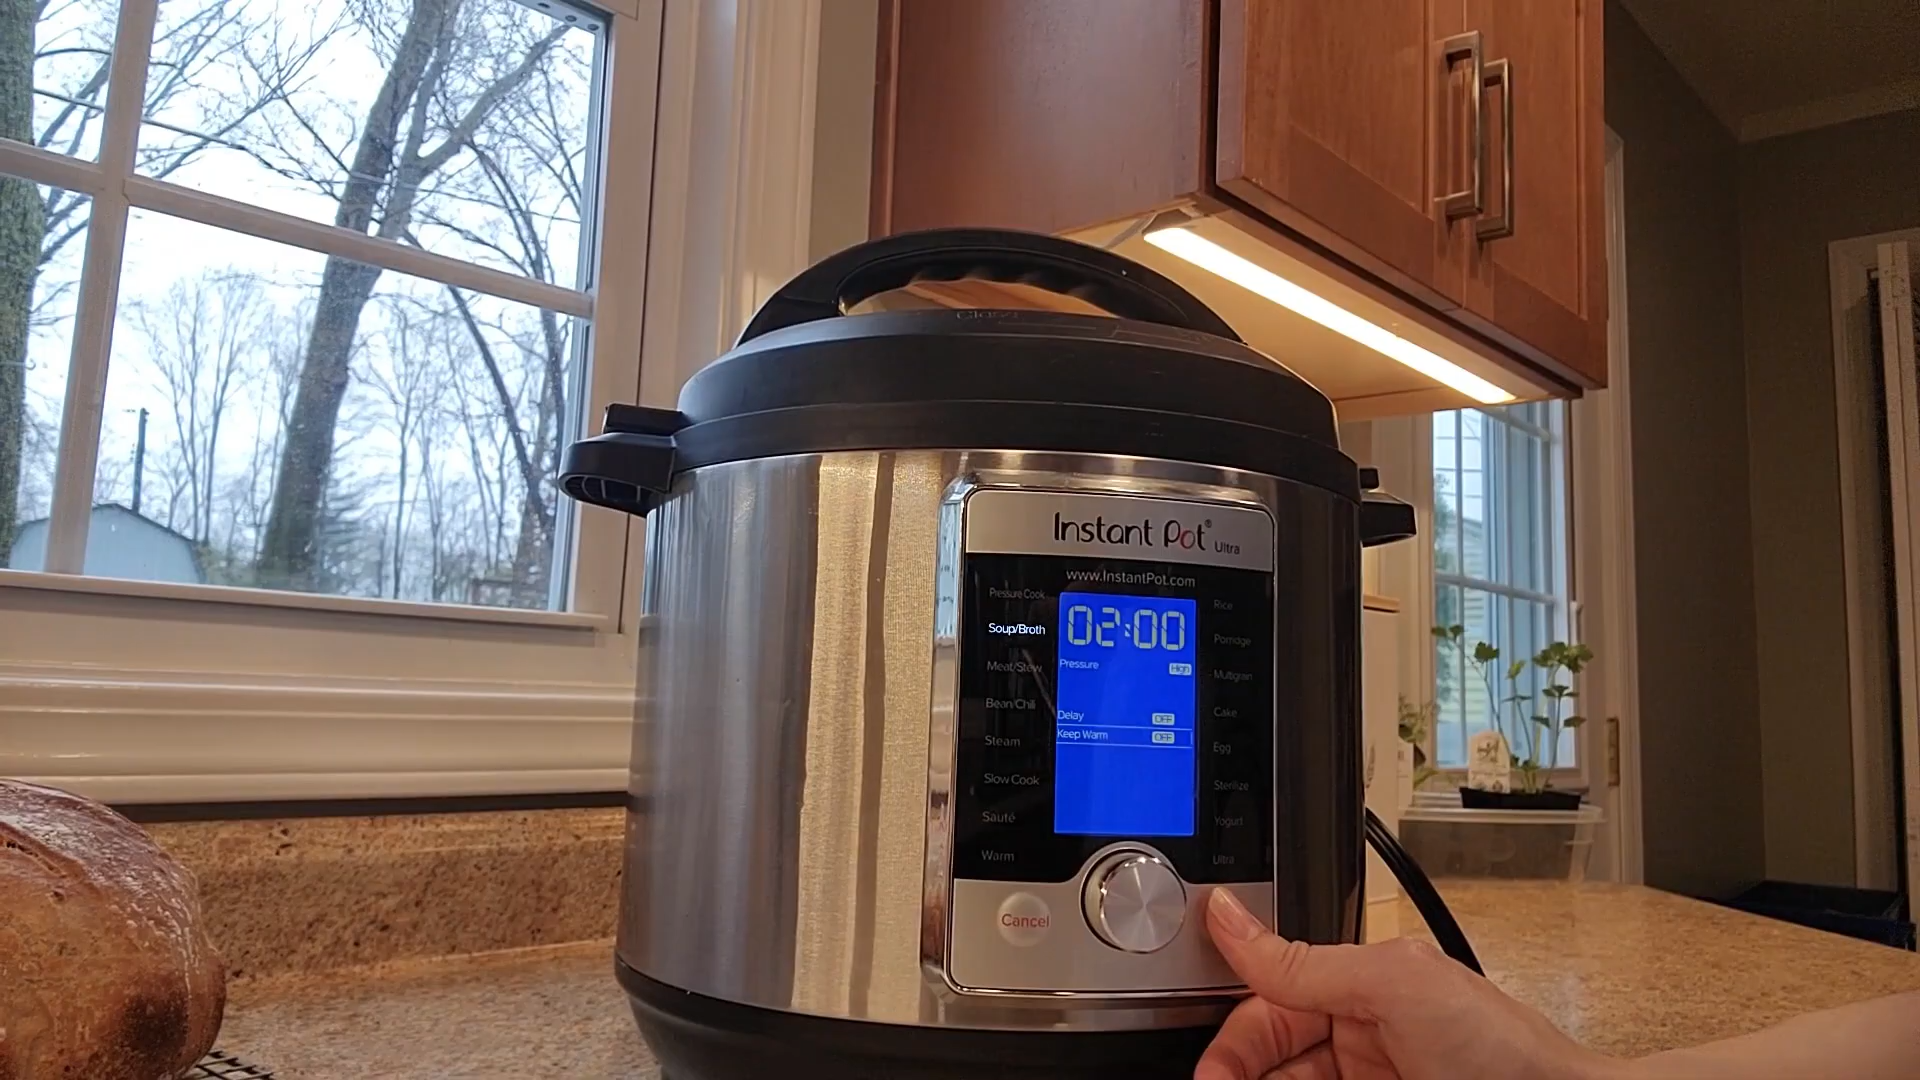 Close
Instant Pot® Ultra
www.InstantPot.com
Pressure Cook
Soup/Broth
Meat/Stew
Bean/Chili
Steam
Slow Cook
Sauté
Warm
02:00
Pressure High
Delay OFF
Keep Warm OFF
Rice
Porridge
Multigrain
Cake
Egg
Sterilize
Yogurt
Ultra
Cancel